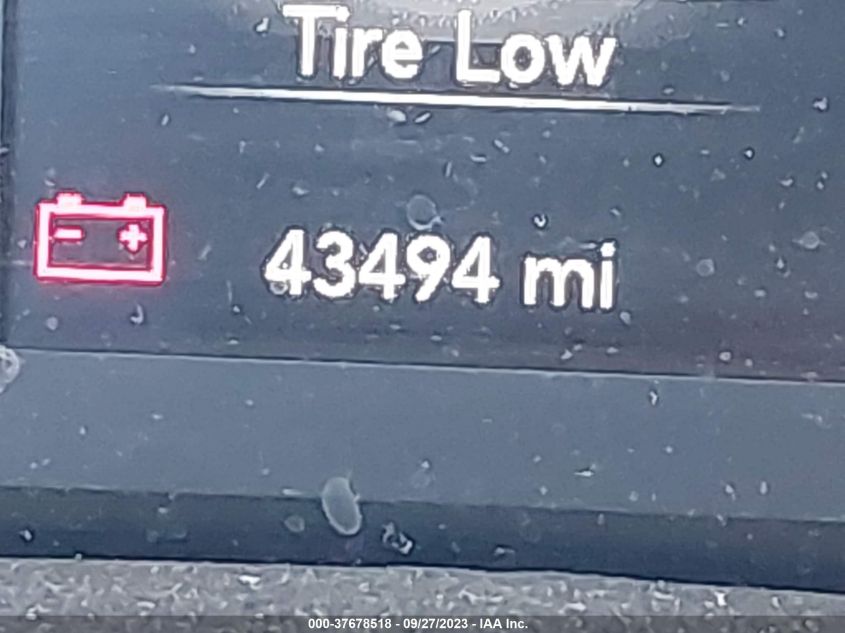 Tire Low
43494 mi
000-37678518 - 09/27/2023 - IAA Inc.